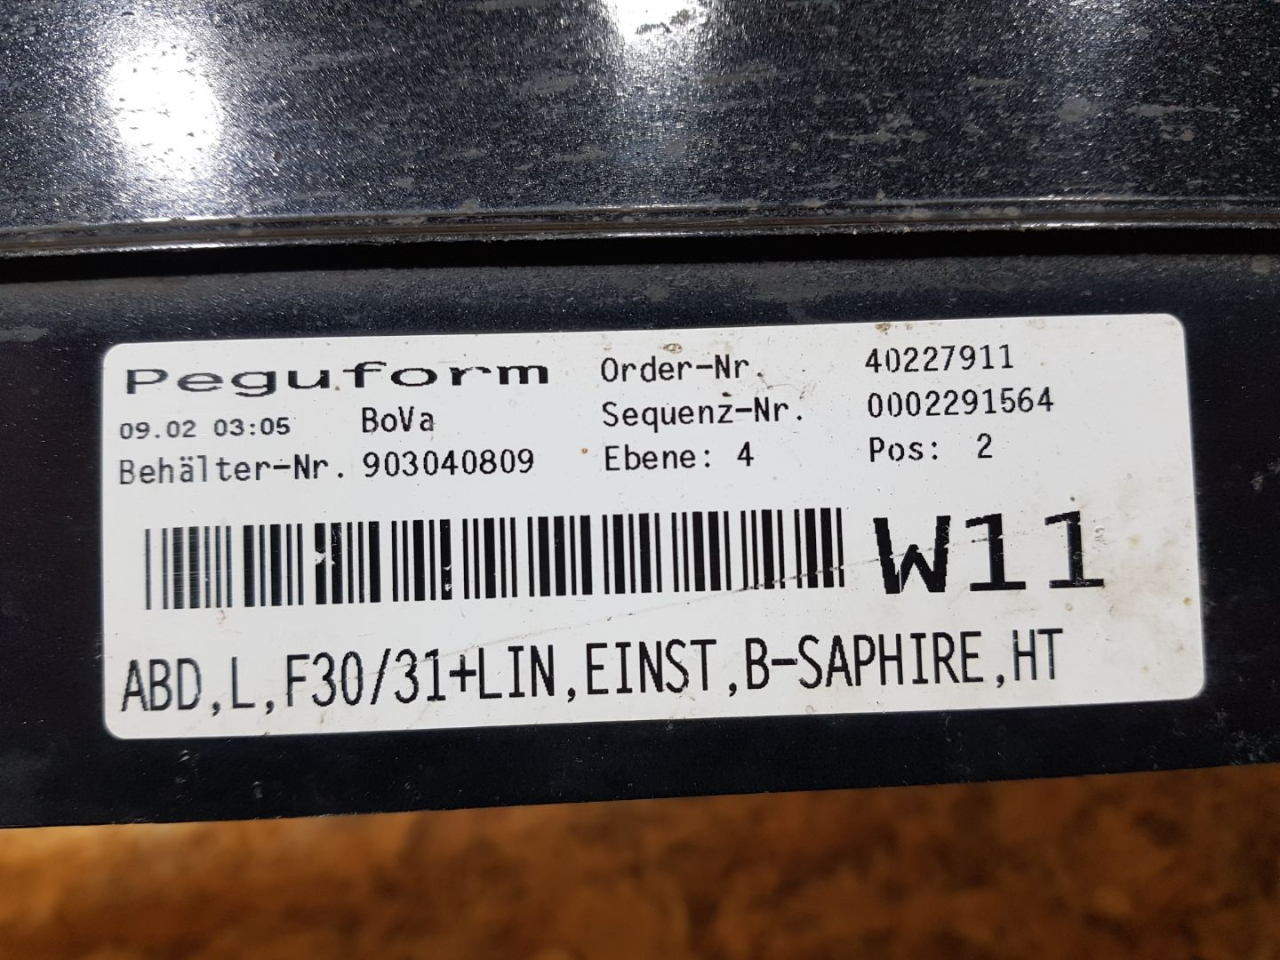 Peguform
Order-Nr. 40227911
09.02 03:05 BoVa
Sequenz-Nr. 0002291564
Behälter-Nr. 903040809
Ebene: 4 Pos: 2
W11
ABD,L,F30/31+LIN,EINST,B-SAPHIRE,HT